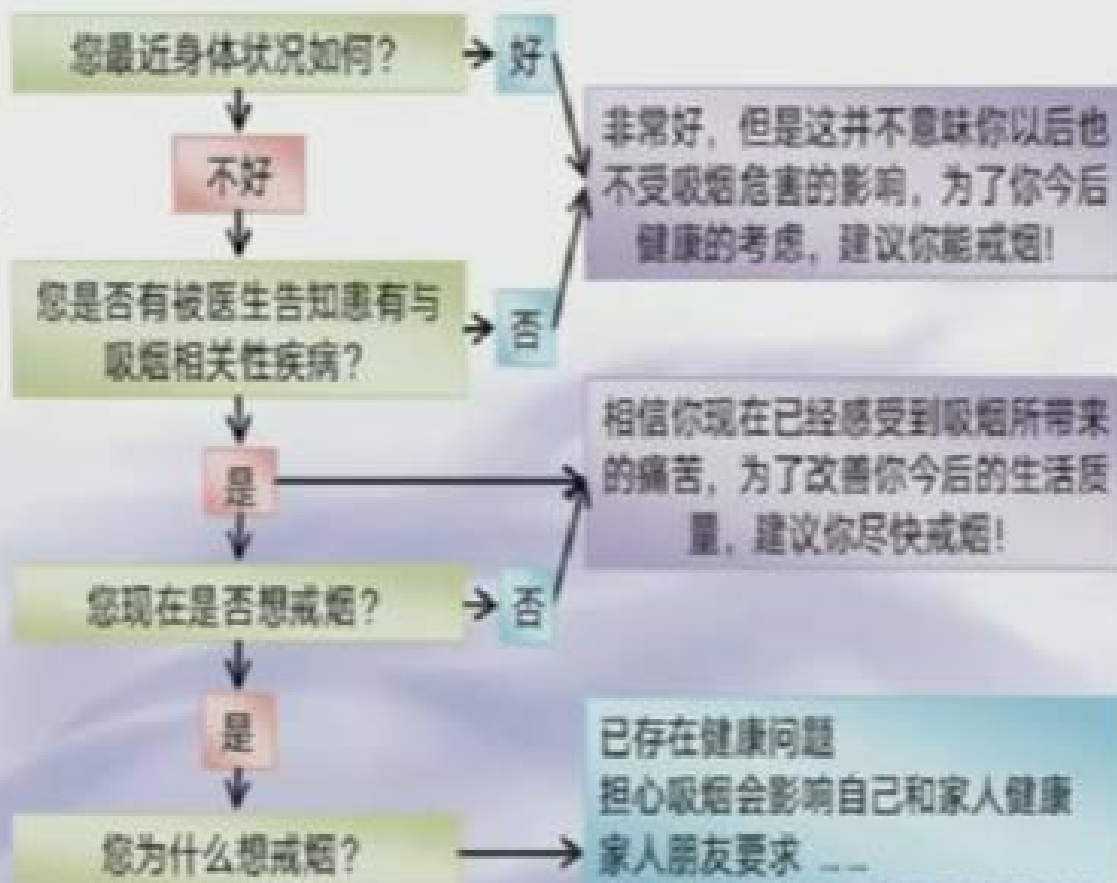 您最近身体状况如何？
好
不好
非常好，但是这并不意味你以后也
不受吸烟危害的影响，为了你今后
健康的考虑，建议你能戒烟！
您是否有被医生告知患有与
吸烟相关性疾病？
否
是
相信你现在已经感受到吸烟所带来
的痛苦，为了改善你今后的生活质
量，建议你尽快戒烟！
您现在是否想戒烟？
否
是
您为什么想戒烟？
已存在健康问题
担心吸烟会影响自己和家人健康
家人朋友要求 ……